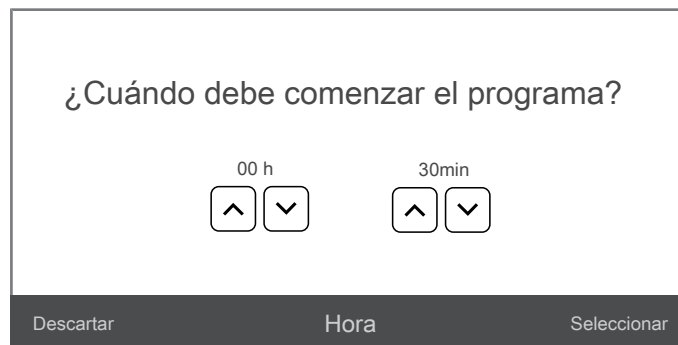 ¿Cuándo debe comenzar el programa?
00 h 30min
Descartar Hora Seleccionar